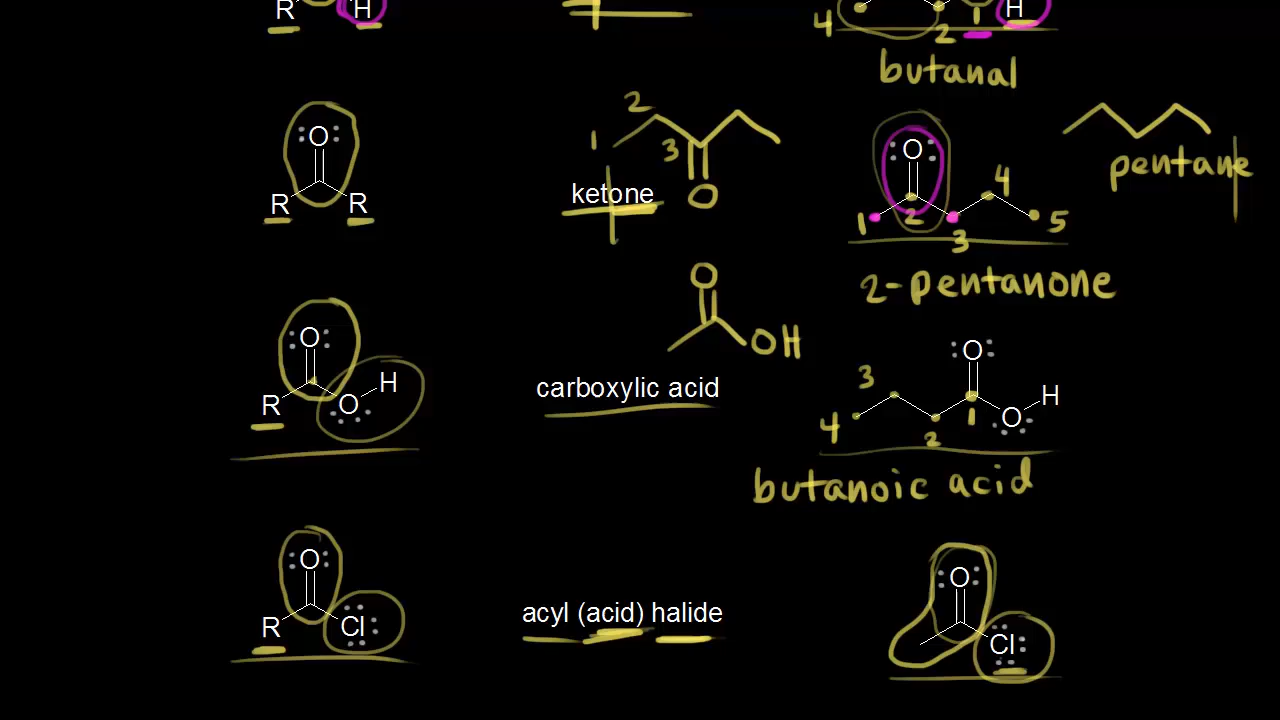 R H
4 2 1 H
butanal
O
R R
1 2 3
O
ketone
O
1 2 3 4 5
pentane
2-pentanone
O
R O H
O
OH
carboxylic acid
O
4 3 2 1 O H
butanoic acid
O
R Cl
acyl (acid) halide
O
Cl